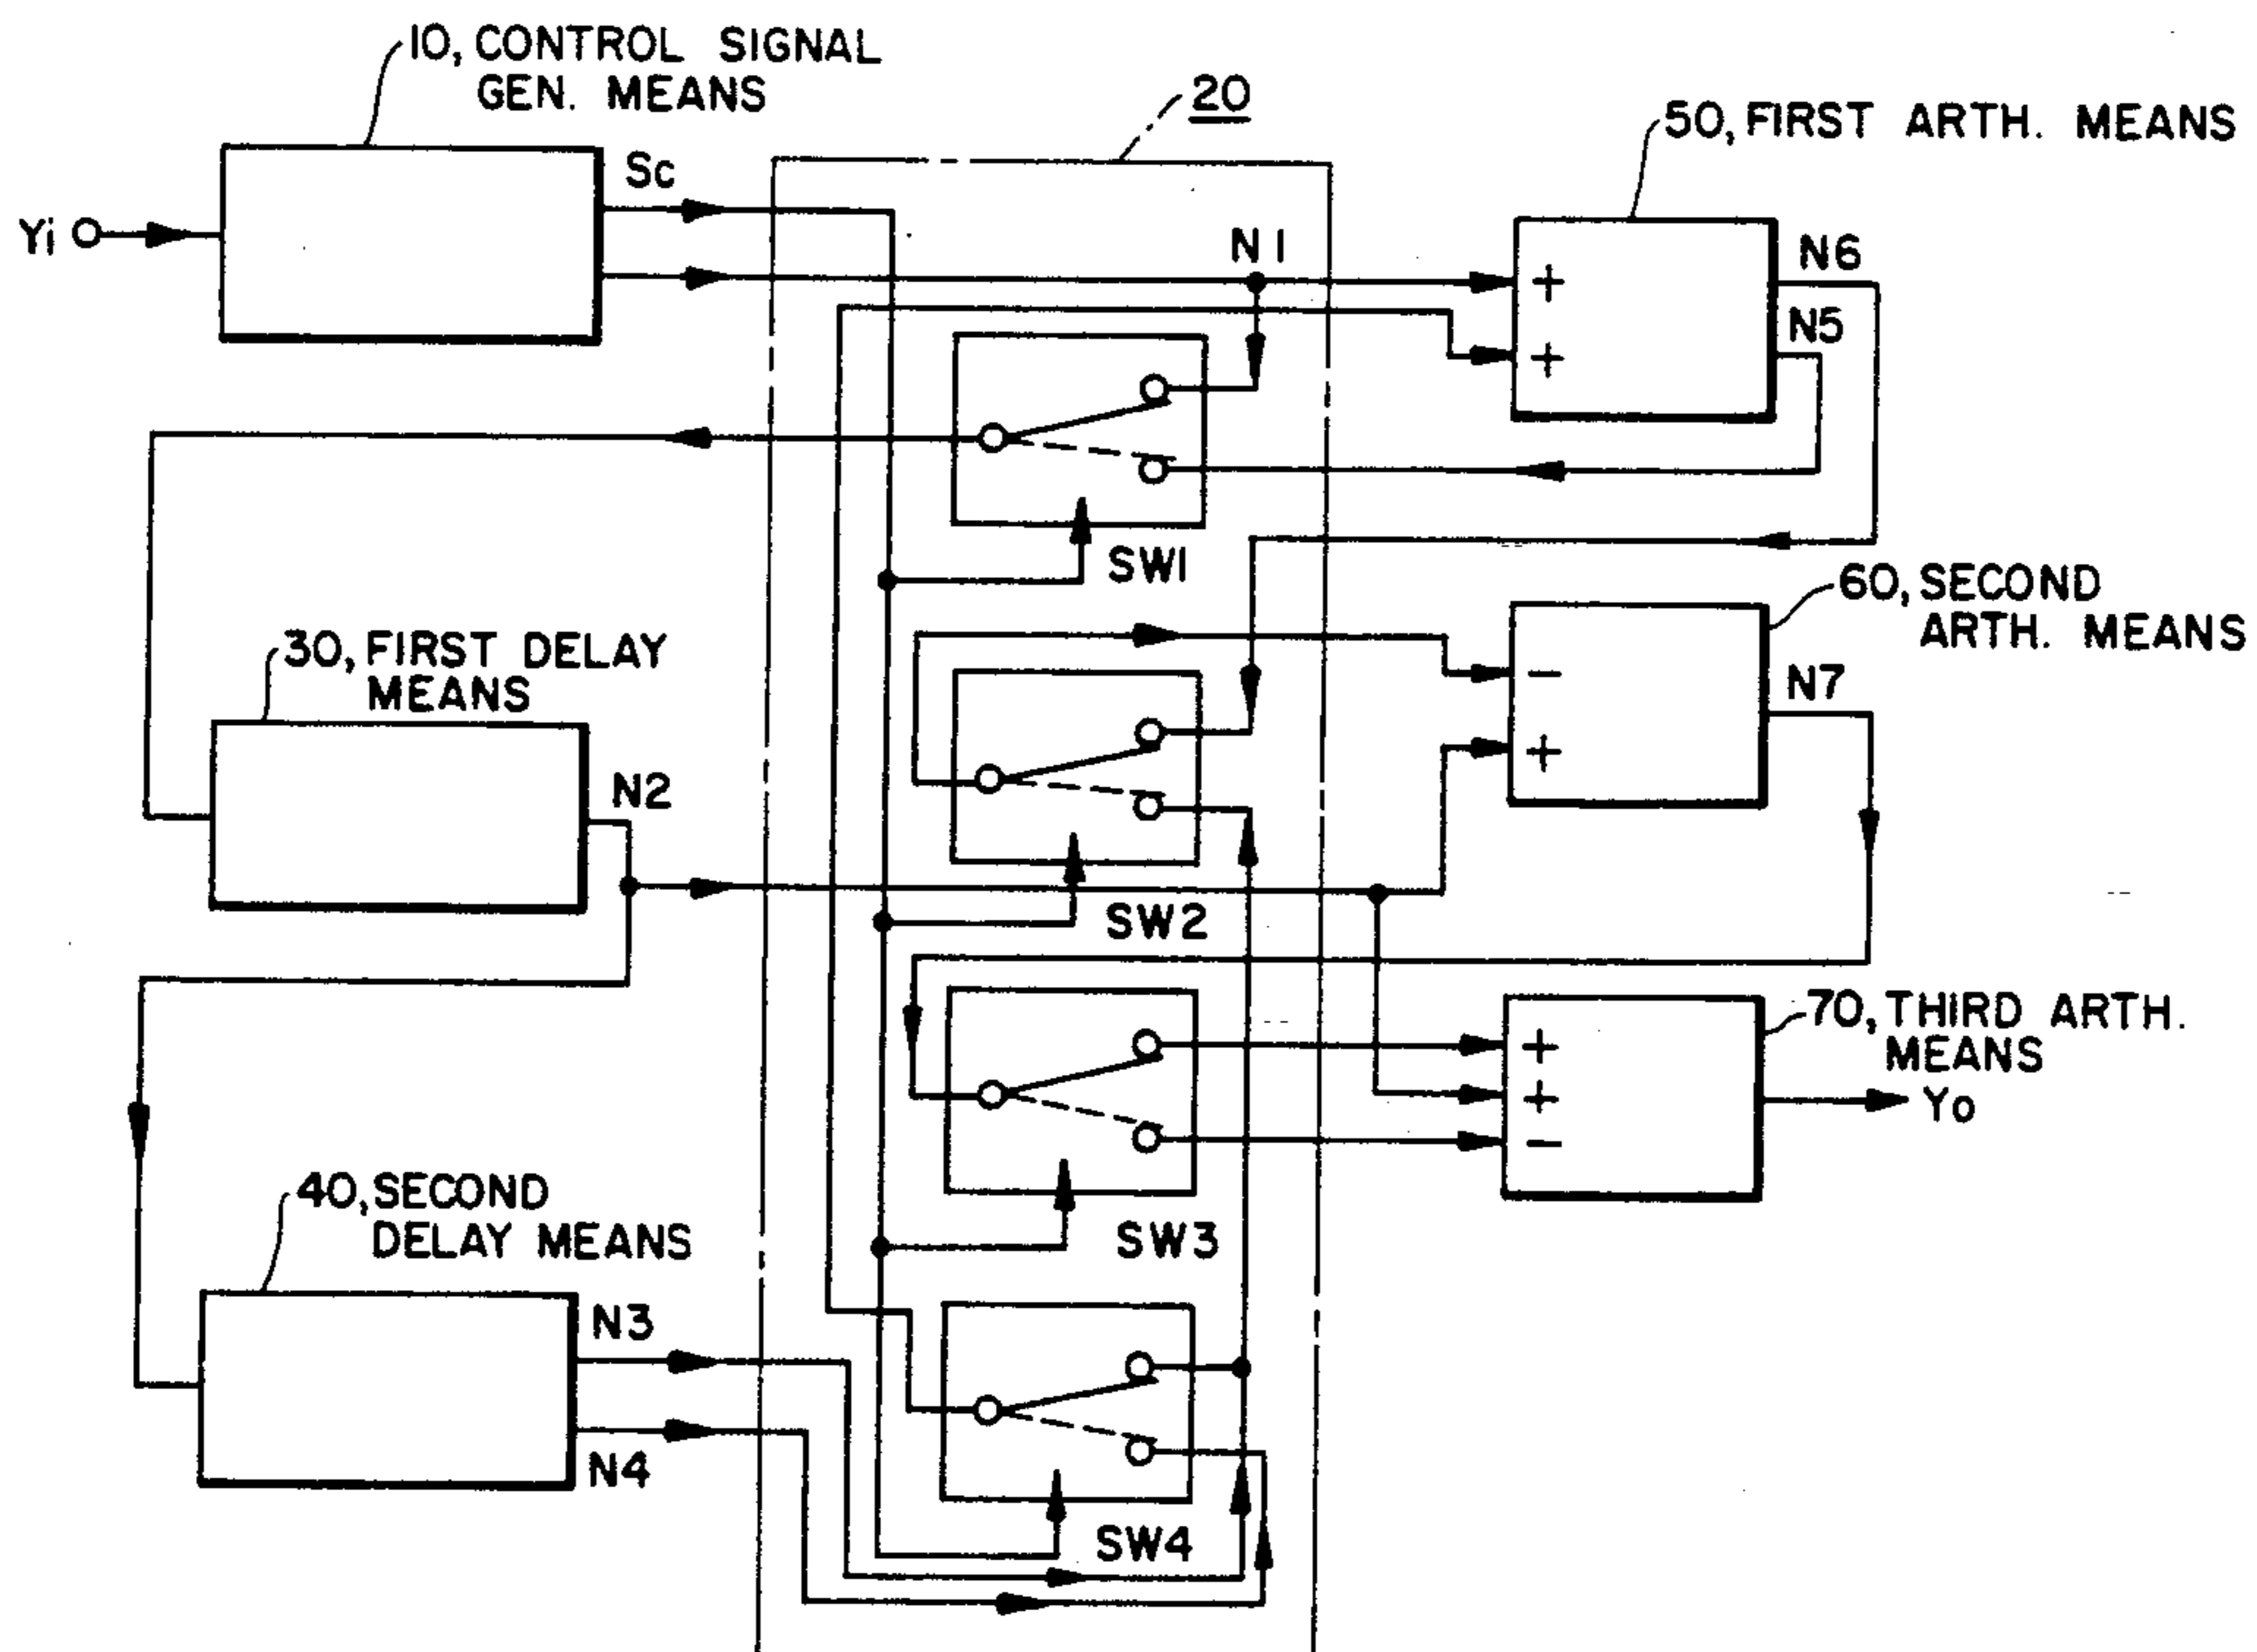 10, CONTROL SIGNAL
GEN. MEANS
20
50, FIRST ARTH. MEANS
Sc
Yi
N1
N6
+
N5
+
SW1
60, SECOND
ARTH. MEANS
30, FIRST DELAY
MEANS
−
N7
+
N2
SW2
70, THIRD ARTH.
MEANS
+
+
Yo
−
40, SECOND
DELAY MEANS
SW3
N3
N4
SW4